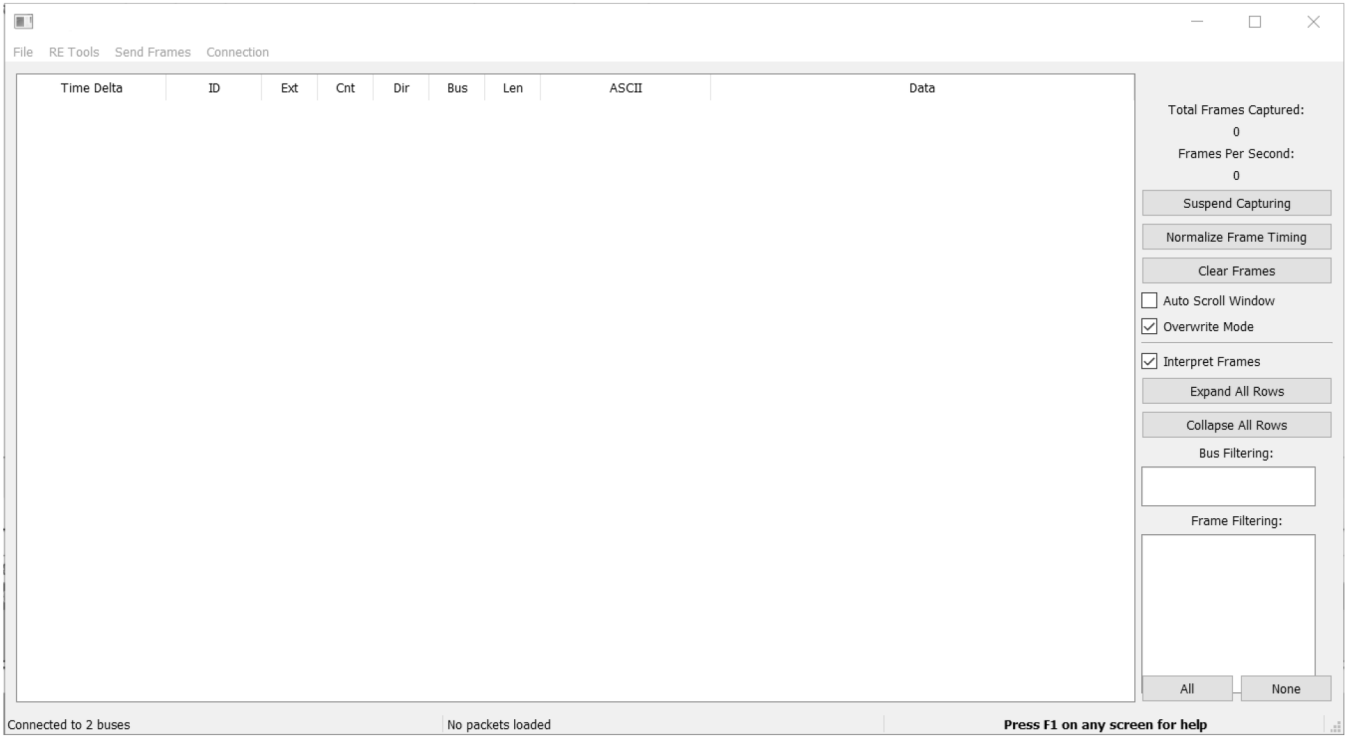 File RE Tools Send Frames Connection
Time Delta ID Ext Cnt Dir Bus Len ASCII Data
Total Frames Captured:
0
Frames Per Second:
0
Suspend Capturing
Normalize Frame Timing
Clear Frames
Auto Scroll Window
Overwrite Mode
Interpret Frames
Expand All Rows
Collapse All Rows
Bus Filtering:
Frame Filtering:
All None
Connected to 2 buses No packets loaded Press F1 on any screen for help